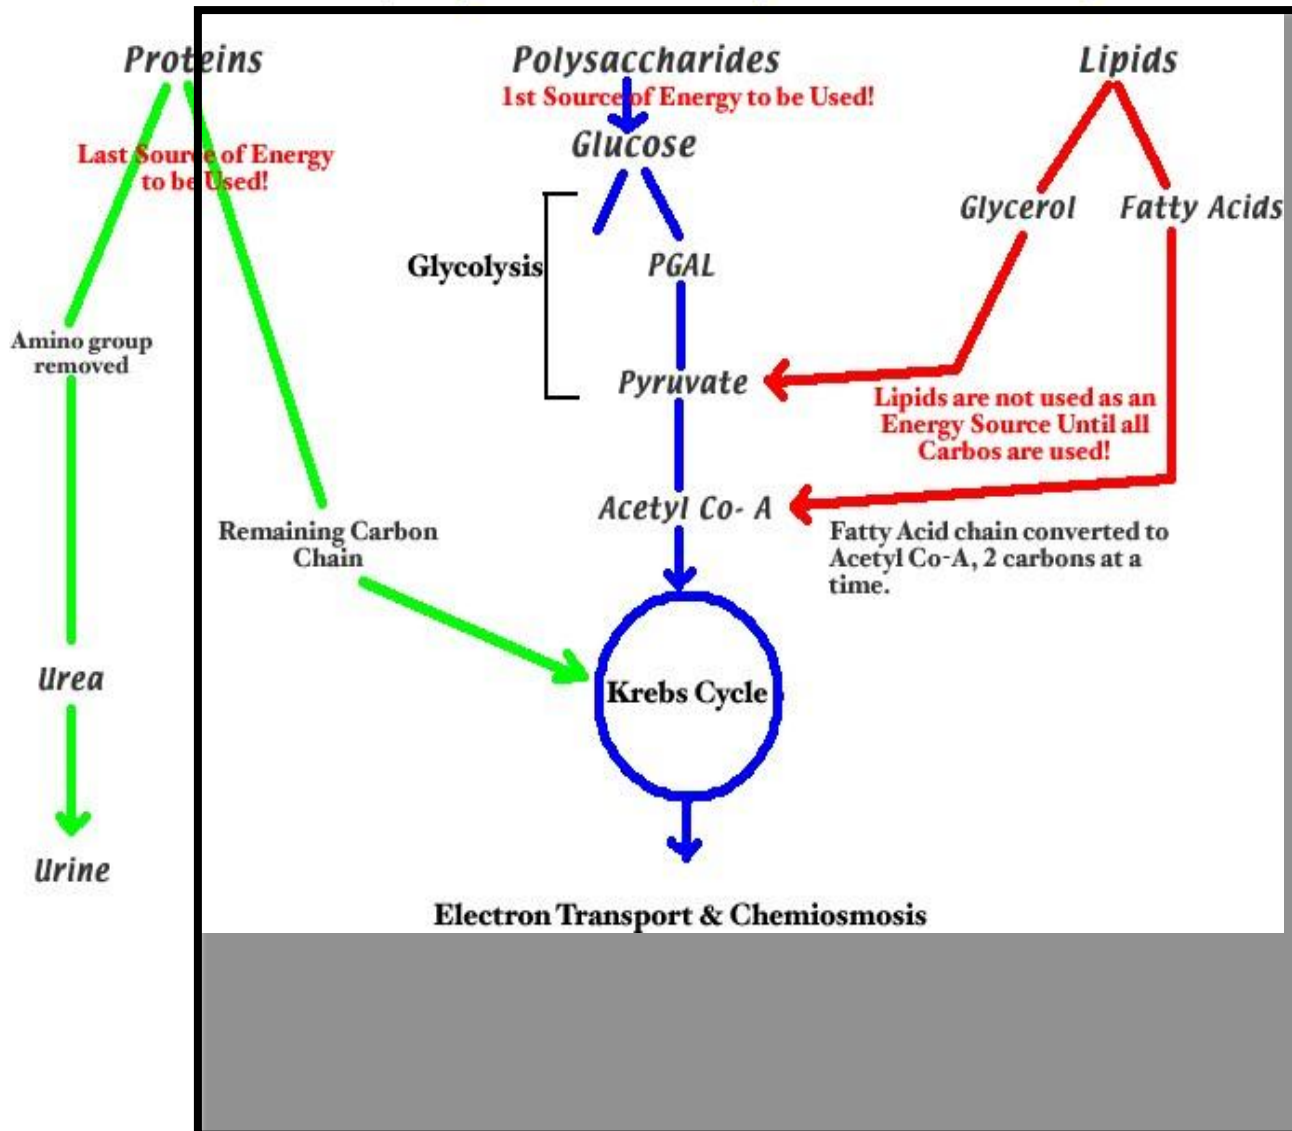 Proteins
Polysaccharides
Lipids
1st Source of Energy to be Used!
Glucose
Last Source of Energy
to be Used!
Glycerol
Fatty Acids
Glycolysis
PGAL
Amino group
removed
Pyruvate
Lipids are not used as an
Energy Source Until all
Carbos are used!
Acetyl Co- A
Remaining Carbon
Chain
Fatty Acid chain converted to
Acetyl Co-A, 2 carbons at a
time.
Urea
Krebs Cycle
Urine
Electron Transport & Chemiosmosis